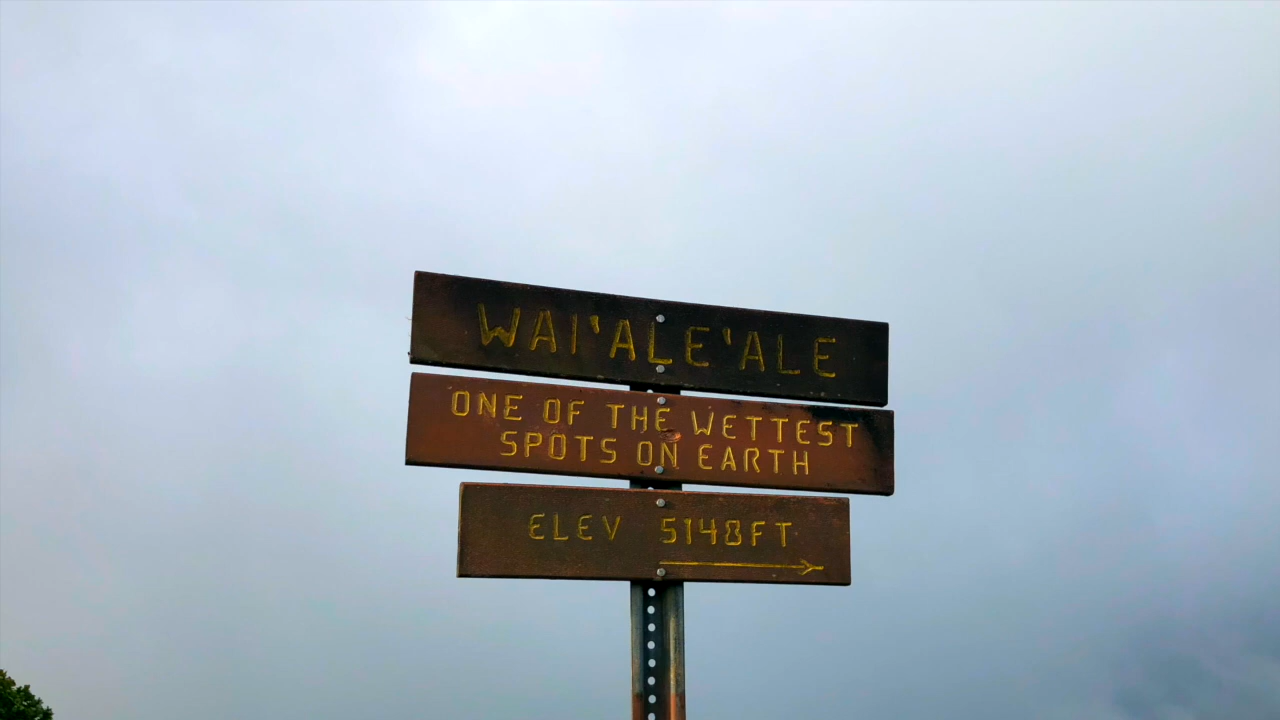 WAI'ALE'ALE
ONE OF THE WETTEST
SPOTS ON EARTH
ELEV 5148FT